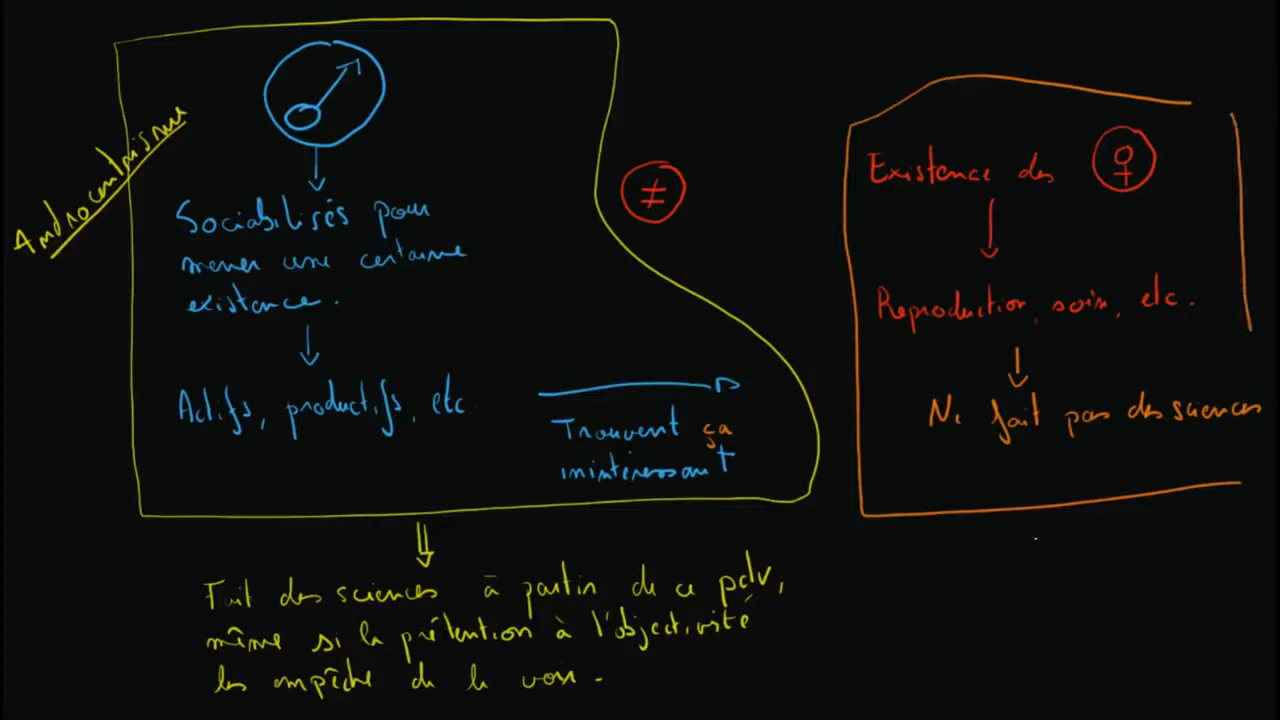 Androcentrisme
Sociabilisés pour
mener une certaine
existence.
Actifs, productifs, etc.
Trouvent ça
inintéressant
≠
Existence des ♀
Reproduction, soin, etc.
Ne fait pas des sciences
Fait des sciences à partir de ce pdv,
même si la prétention à l'objectivité
les empêche de le voir.